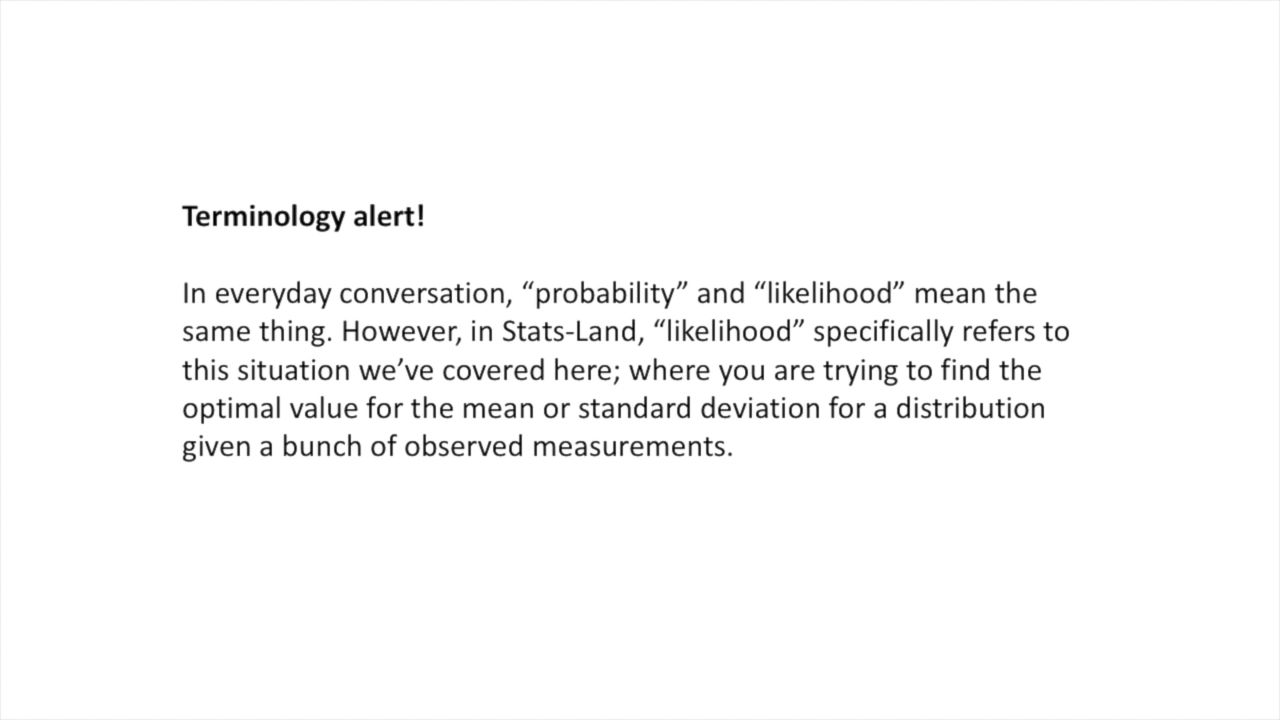 Terminology alert!
In everyday conversation, “probability” and “likelihood” mean the
same thing. However, in Stats-Land, “likelihood” specifically refers to
this situation we’ve covered here; where you are trying to find the
optimal value for the mean or standard deviation for a distribution
given a bunch of observed measurements.